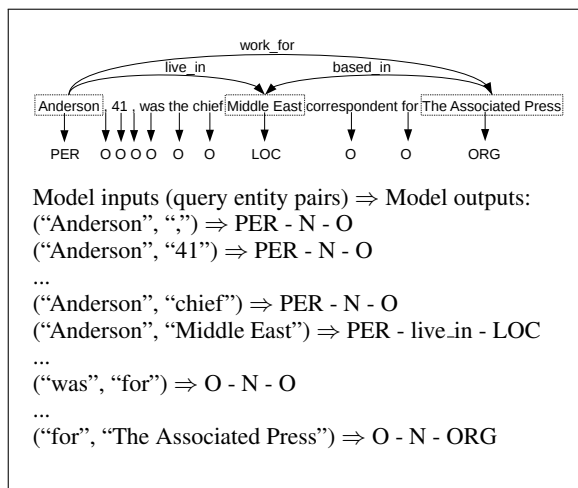 work_for
live_in based_in
Anderson , 41 , was the chief Middle East correspondent for The Associated Press
PER O O O O O O LOC O O ORG
Model inputs (query entity pairs) ⇒ Model outputs:
(“Anderson”, “,”) ⇒ PER - N - O
(“Anderson”, “41”) ⇒ PER - N - O
...
(“Anderson”, “chief”) ⇒ PER - N - O
(“Anderson”, “Middle East”) ⇒ PER - live_in - LOC
...
(“was”, “for”) ⇒ O - N - O
...
(“for”, “The Associated Press”) ⇒ O - N - ORG